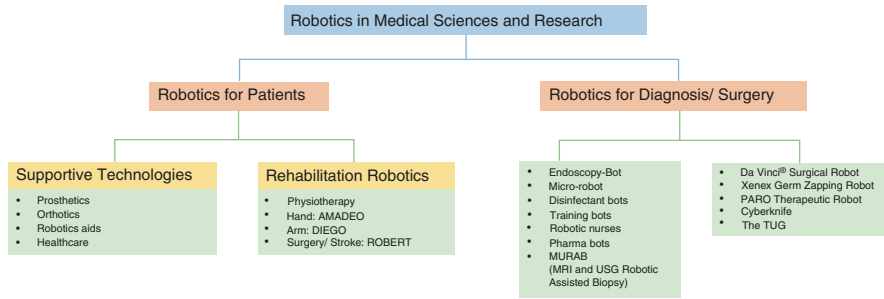 Robotics in Medical Sciences and Research
Robotics for Patients
Robotics for Diagnosis/ Surgery
Supportive Technologies
• Prosthetics
• Orthotics
• Robotics aids
• Healthcare
Rehabilitation Robotics
• Physiotherapy
• Hand: AMADEO
• Arm: DIEGO
• Surgery/ Stroke: ROBERT
• Endoscopy-Bot
• Micro-robot
• Disinfectant bots
• Training bots
• Robotic nurses
• Pharma bots
• MURAB
(MRI and USG Robotic
Assisted Biopsy)
• Da Vinci® Surgical Robot
• Xenex Germ Zapping Robot
• PARO Therapeutic Robot
• Cyberknife
• The TUG